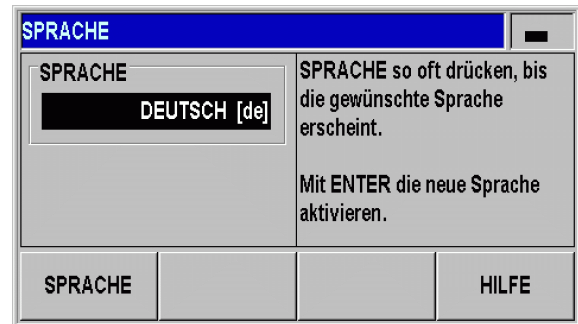 SPRACHE
SPRACHE
DEUTSCH [de]
SPRACHE so oft drücken, bis
die gewünschte Sprache
erscheint.
Mit ENTER die neue Sprache
aktivieren.
SPRACHE
HILFE